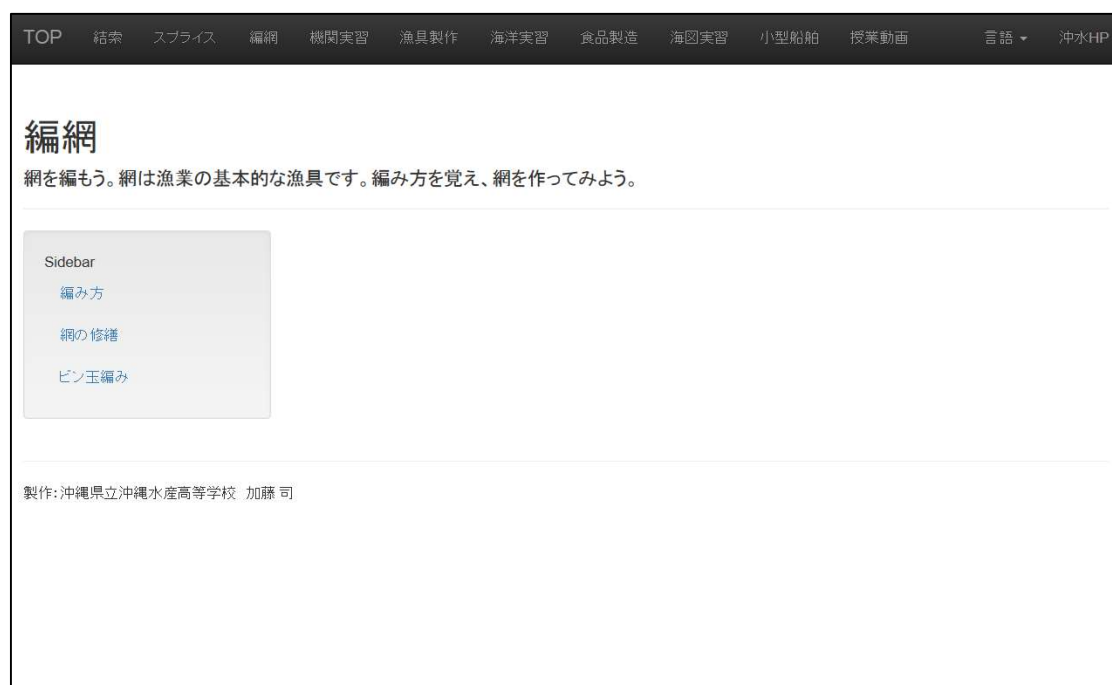 TOP 結索 スプライス 編網 機関実習 漁具製作 海洋実習 食品製造 海図実習 小型船舶 授業動画 言語 沖水HP
編網
網を編もう。網は漁業の基本的な漁具です。編み方を覚え、網を作ってみよう。
Sidebar
編み方
網の修繕
ビン玉編み
製作:沖縄県立沖縄水産高等学校 加藤 司